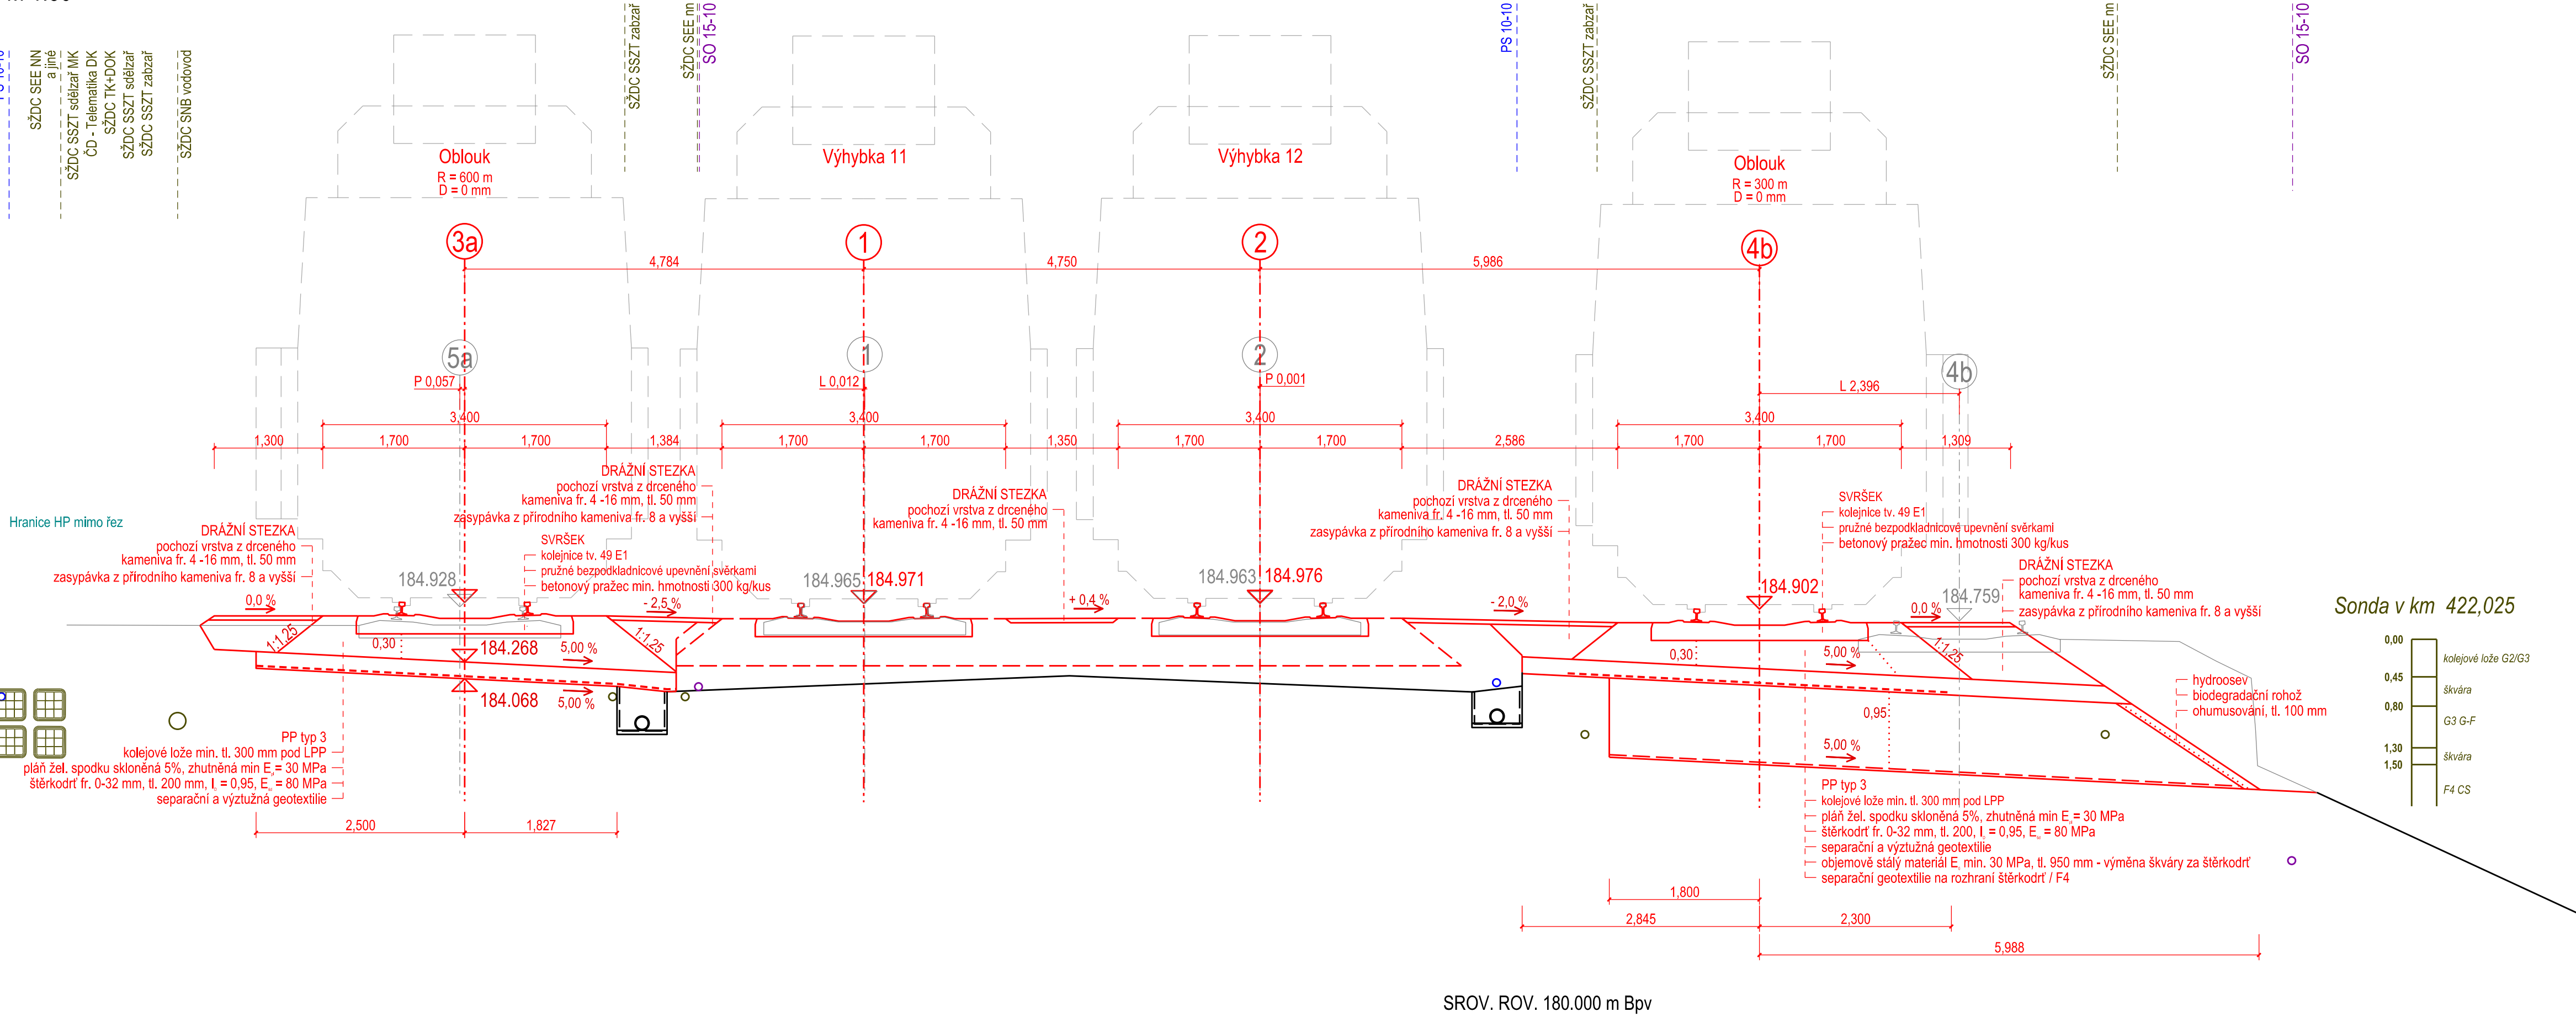 SŽDC SEE NN
a jiné
SŽDC SSZT sdělzař MK
ČD - Telematika DK
SŽDC TK+DOK
SŽDC SSZT sdělzař
SŽDC SSZT zabzař
SŽDC SNB vodovod
SŽDC SSZT zabzař
SŽDC SEE nn
SO 15-10
PS 10-10
SŽDC SSZT zabzař
SŽDC SEE nn
SO 15-10
Oblouk
R = 600 m
D = 0 mm
Výhybka 11
Výhybka 12
Oblouk
R = 300 m
D = 0 mm
3a
1
2
4b
4,784
4,750
5,986
5a
1
2
4b
P 0,057
L 0,012
P 0,001
L 2,396
3,400
3,400
3,400
3,400
1,300
1,700
1,700
1,384
1,700
1,700
1,350
1,700
1,700
2,586
1,700
1,700
1,309
Hranice HP mimo řez
DRÁŽNÍ STEZKA
pochozí vrstva z drceného
kameniva fr. 4 -16 mm, tl. 50 mm
zasypávka z přírodního kameniva fr. 8 a vyšší
DRÁŽNÍ STEZKA
pochozí vrstva z drceného
kameniva fr. 4 -16 mm, tl. 50 mm
zasypávka z přírodního kameniva fr. 8 a vyšší
SVRŠEK
kolejnice tv. 49 E1
pružné bezpodkladnicové upevnění svěrkami
betonový pražec min. hmotnosti 300 kg/kus
DRÁŽNÍ STEZKA
pochozí vrstva z drceného
kameniva fr. 4 -16 mm, tl. 50 mm
DRÁŽNÍ STEZKA
pochozí vrstva z drceného
kameniva fr. 4 -16 mm, tl. 50 mm
zasypávka z přírodního kameniva fr. 8 a vyšší
SVRŠEK
kolejnice tv. 49 E1
pružné bezpodkladnicové upevnění svěrkami
betonový pražec min. hmotnosti 300 kg/kus
DRÁŽNÍ STEZKA
pochozí vrstva z drceného
kameniva fr. 4 -16 mm, tl. 50 mm
zasypávka z přírodního kameniva fr. 8 a vyšší
184.928
184.965
184.971
184.963
184.976
184.902
184.759
0,0 %
- 2,5 %
+ 0,4 %
- 2,0 %
0,0 %
1:1,25
0,30
184.268
5,00 %
1:1,25
184.068
5,00 %
0,30
5,00 %
1:1,25
0,95
5,00 %
hydroosev
biodegradační rohož
ohumusování, tl. 100 mm
Sonda v km 422,025
0,00
kolejové lože G2/G3
0,45
škvára
0,80
G3 G-F
1,30
škvára
1,50
F4 CS
PP typ 3
kolejové lože min. tl. 300 mm pod LPP
pláň žel. spodku skloněná 5%, zhutněná min E = 30 MPa
štěrkodrť fr. 0-32 mm, tl. 200 mm, I = 0,95, E = 80 MPa
separační a výztužná geotextilie
PP typ 3
kolejové lože min. tl. 300 mm pod LPP
pláň žel. spodku skloněná 5%, zhutněná min E = 30 MPa
štěrkodrť fr. 0-32 mm, tl. 200, I = 0,95, E = 80 MPa
separační a výztužná geotextilie
objemově stálý materiál E min. 30 MPa, tl. 950 mm - výměna škváry za štěrkodrť
separační geotextilie na rozhraní štěrkodrť / F4
2,500
1,827
1,800
2,845
2,300
5,988
SROV. ROV. 180.000 m Bpv